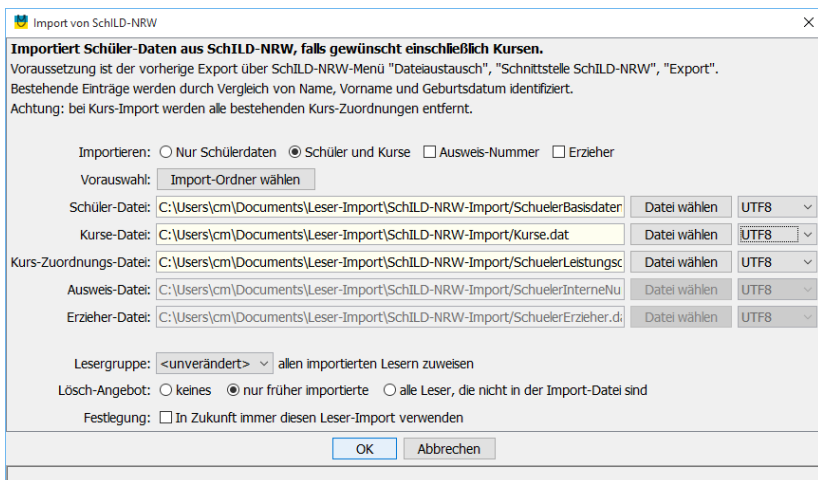 Import von SchILD-NRW
Importiert Schüler-Daten aus SchILD-NRW, falls gewünscht einschließlich Kursen.
Voraussetzung ist der vorherige Export über SchILD-NRW-Menü "Dateiaustausch", "Schnittstelle SchILD-NRW", "Export".
Bestehende Einträge werden durch Vergleich von Name, Vorname und Geburtsdatum identifiziert.
Achtung: bei Kurs-Import werden alle bestehenden Kurs-Zuordnungen entfernt.
Importieren: Nur Schülerdaten Schüler und Kurse Ausweis-Nummer Erzieher
Vorauswahl: Import-Ordner wählen
Schüler-Datei: C:\Users\cm\Documents\Leser-Import\SchILD-NRW-Import/SchuelerBasisdaten Datei wählen UTF8
Kurse-Datei: C:\Users\cm\Documents\Leser-Import\SchILD-NRW-Import/Kurse.dat Datei wählen UTF8
Kurs-Zuordnungs-Datei: C:\Users\cm\Documents\Leser-Import\SchILD-NRW-Import/SchuelerLeistungsd Datei wählen UTF8
Ausweis-Datei: C:\Users\cm\Documents\Leser-Import\SchILD-NRW-Import/SchuelerInterneNu Datei wählen UTF8
Erzieher-Datei: C:\Users\cm\Documents\Leser-Import\SchILD-NRW-Import/SchuelerErzieher.da Datei wählen UTF8
Lesergruppe: <unverändert> allen importierten Lesern zuweisen
Lösch-Angebot: keines nur früher importierte alle Leser, die nicht in der Import-Datei sind
Festlegung: In Zukunft immer diesen Leser-Import verwenden
OK Abbrechen